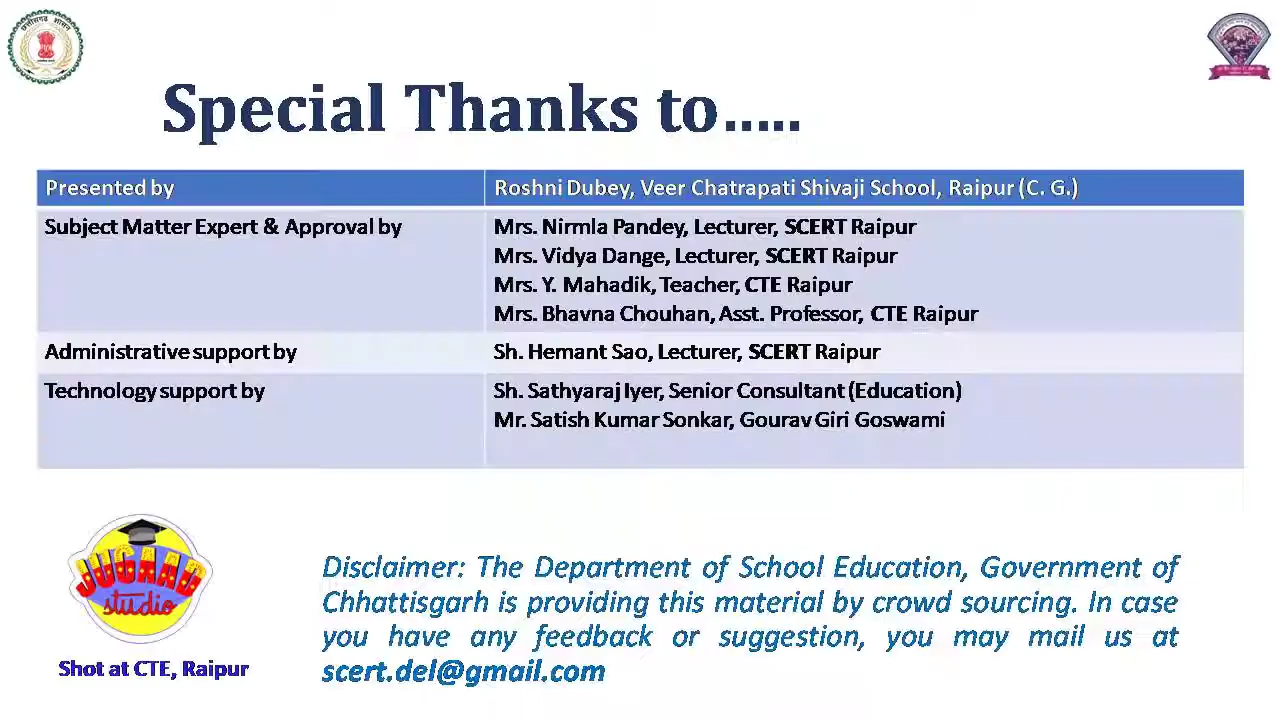 छत्तीसगढ़ शासन
Special Thanks to.....
Presented by
Roshni Dubey, Veer Chatrapati Shivaji School, Raipur (C. G.)
Subject Matter Expert & Approval by
Mrs. Nirmla Pandey, Lecturer, SCERT Raipur
Mrs. Vidya Dange, Lecturer, SCERT Raipur
Mrs. Y. Mahadik, Teacher, CTE Raipur
Mrs. Bhavna Chouhan, Asst. Professor, CTE Raipur
Administrative support by
Sh. Hemant Sao, Lecturer, SCERT Raipur
Technology support by
Sh. Sathyaraj Iyer, Senior Consultant (Education)
Mr. Satish Kumar Sonkar, Gourav Giri Goswami
JUGAAD
studio
Shot at CTE, Raipur
Disclaimer: The Department of School Education, Government of
Chhattisgarh is providing this material by crowd sourcing. In case
you have any feedback or suggestion, you may mail us at
scert.del@gmail.com